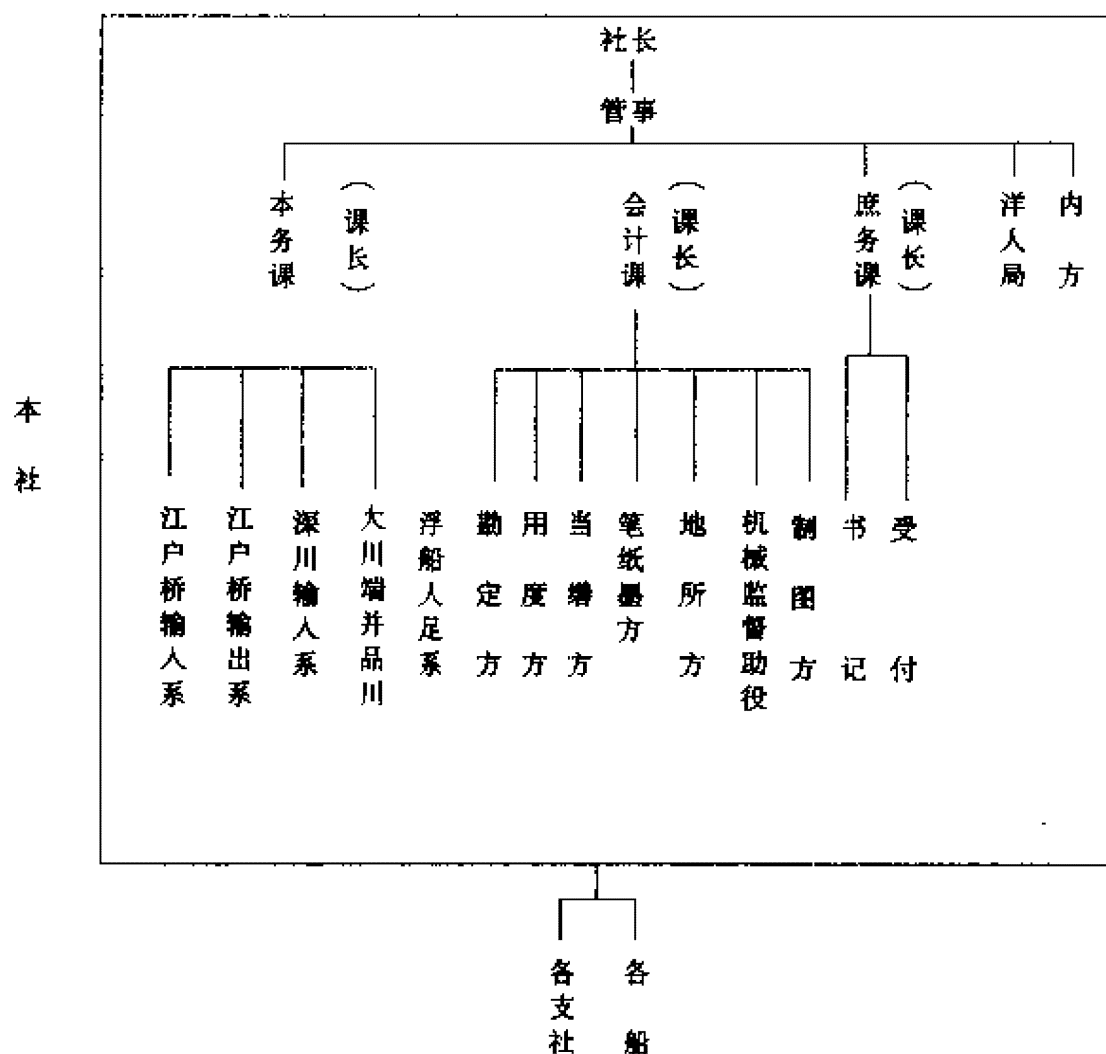 社长
管事
本务课
（课长）
会计课
（课长）
庶务课
（课长）
洋人局
内方
本社
江户桥输入系
江户桥输出系
深川输入系
大川端并品川
浮船人足系
勘定方
用度方
当缮方
笔纸墨方
地所方
机械监督助役
制图方
书记
受付
各支社
各船